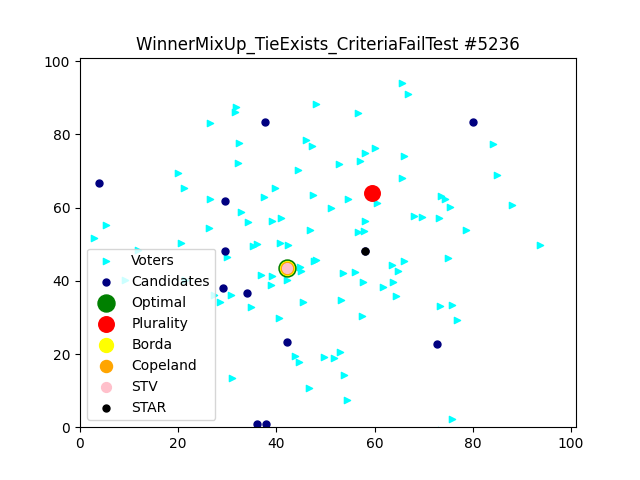 WinnerMixUp_TieExists_CriteriaFailTest #5236
100
80
60
40
20
0
0 20 40 60 80 100
Voters
Candidates
Optimal
Plurality
Borda
Copeland
STV
STAR